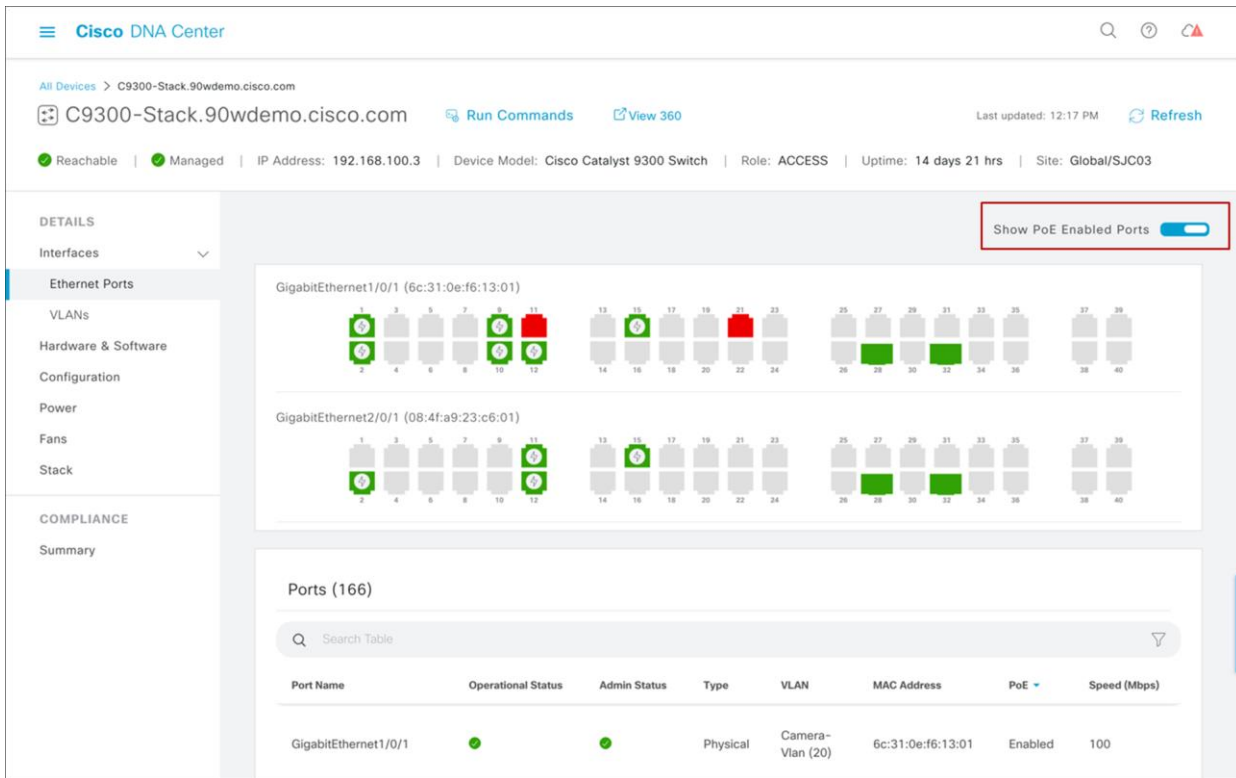 Cisco DNA Center
All Devices > C9300-Stack.90wdemo.cisco.com
C9300-Stack.90wdemo.cisco.com Run Commands View 360 Last updated: 12:17 PM Refresh
Reachable | Managed | IP Address: 192.168.100.3 | Device Model: Cisco Catalyst 9300 Switch | Role: ACCESS | Uptime: 14 days 21 hrs | Site: Global/SJC03
DETAILS
Interfaces
Ethernet Ports
VLANs
Hardware & Software
Configuration
Power
Fans
Stack
COMPLIANCE
Summary
Show PoE Enabled Ports
GigabitEthernet1/0/1 (6c:31:0e:f6:13:01)
1 3 5 7 9 11 13 15 17 19 21 23 25 27 29 31 33 35 37 39
2 4 6 8 10 12 14 16 18 20 22 24 26 28 30 32 34 36 38 40
GigabitEthernet2/0/1 (08:4f:a9:23:c6:01)
1 3 5 7 9 11 13 15 17 19 21 23 25 27 29 31 33 35 37 39
2 4 6 8 10 12 14 16 18 20 22 24 26 28 30 32 34 36 38 40
Ports (166)
Search Table
Port Name Operational Status Admin Status Type VLAN MAC Address PoE Speed (Mbps)
GigabitEthernet1/0/1 Physical Camera-Vlan (20) 6c:31:0e:f6:13:01 Enabled 100